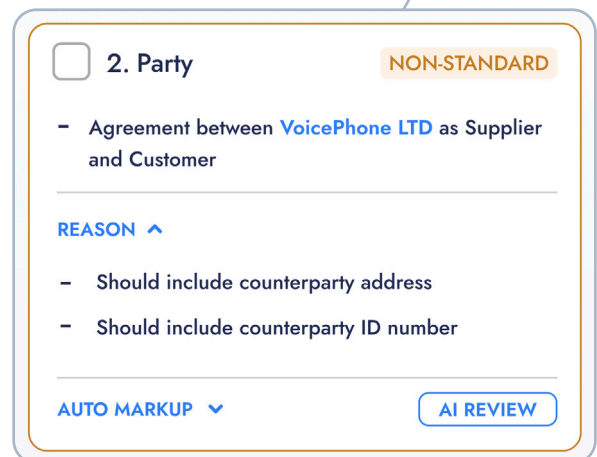 2. Party
NON-STANDARD
- Agreement between VoicePhone LTD as Supplier
and Customer
REASON
- Should include counterparty address
- Should include counterparty ID number
AUTO MARKUP
AI REVIEW